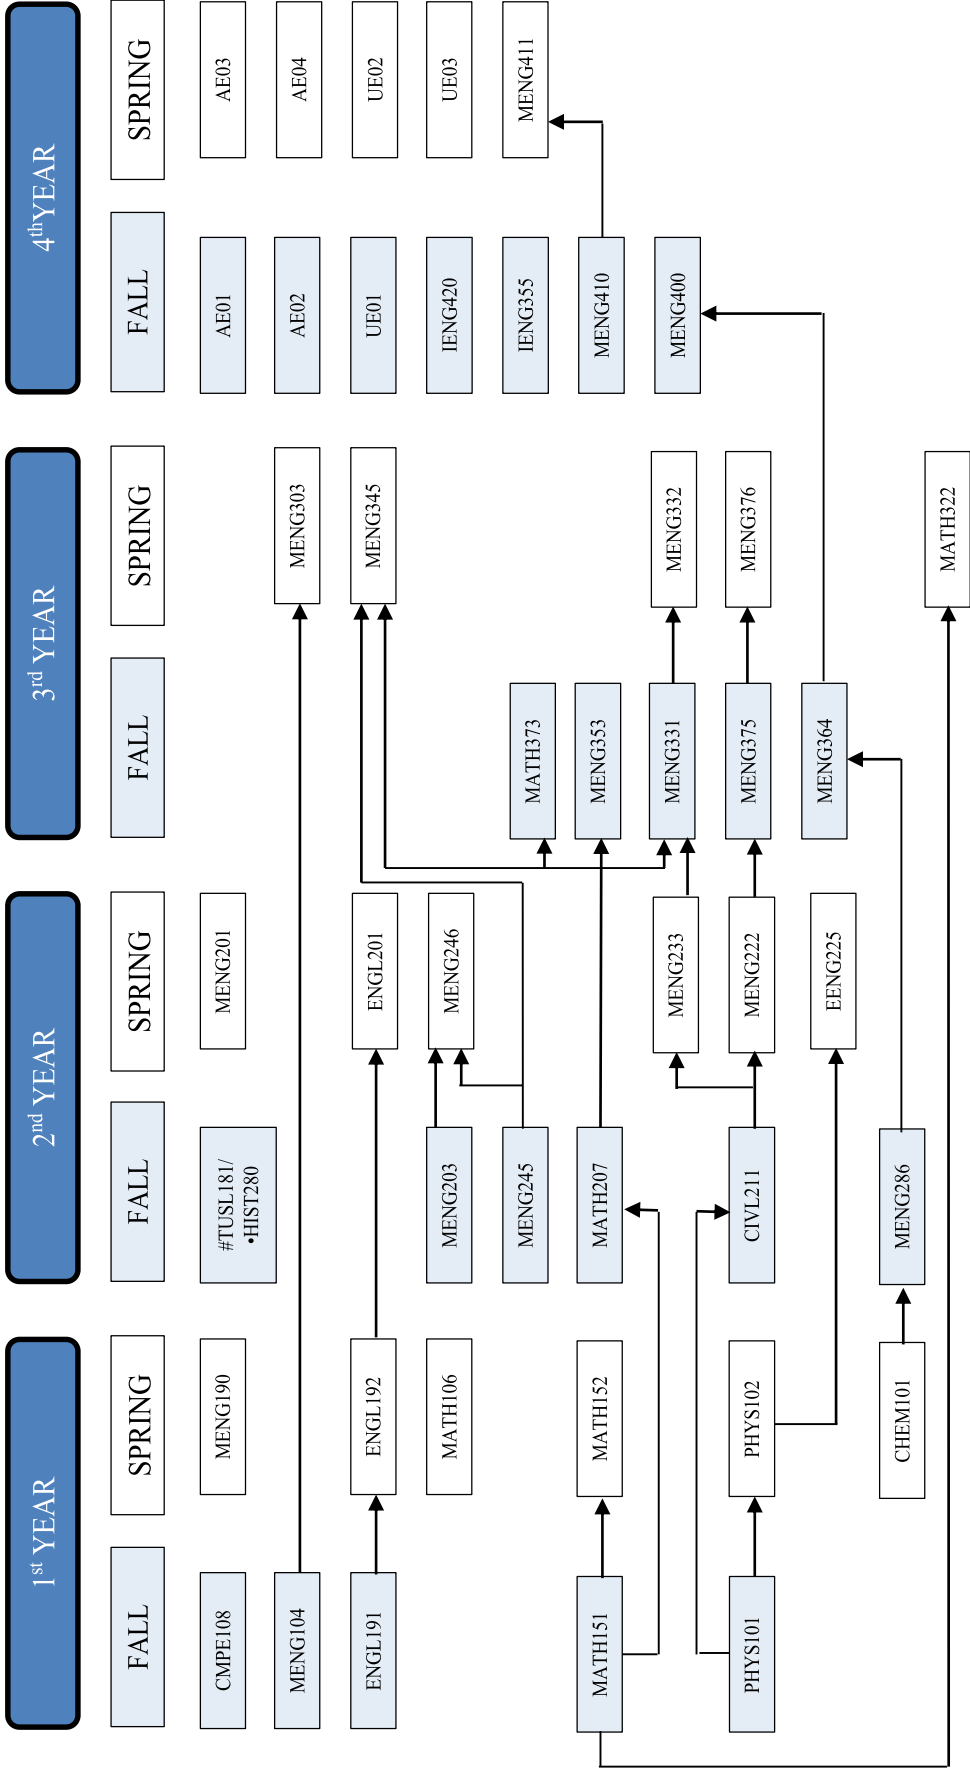 1st YEAR
2nd YEAR
3rd YEAR
4thYEAR
FALL
SPRING
FALL
SPRING
FALL
SPRING
FALL
SPRING
CMPE108
MENG190
#TUSL181/
•HIST280
MENG201
AE01
AE03
MENG104
MENG303
AE02
AE04
ENGL191
ENGL192
ENGL201
MENG345
UE01
UE02
MATH106
MENG203
MENG246
IENG420
UE03
MENG245
MATH373
IENG355
MENG411
MATH151
MATH152
MATH207
MENG353
MENG410
MENG233
MENG331
MENG332
MENG400
PHYS101
PHYS102
CIVL211
MENG222
MENG375
MENG376
EENG225
MENG364
CHEM101
MENG286
MATH322